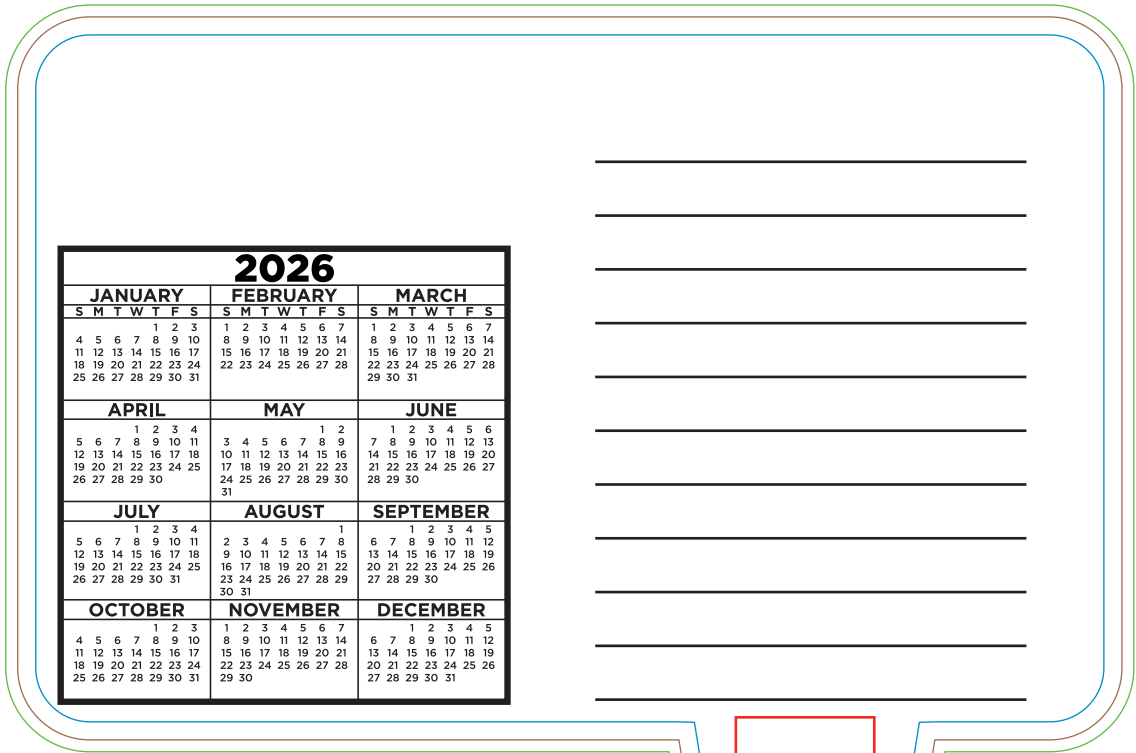 2026
JANUARY FEBRUARY MARCH
S M T W T F S S M T W T F S S M T W T F S
1 2 3 1 2 3 4 5 6 7 1 2 3 4 5 6 7
4 5 6 7 8 9 10 8 9 10 11 12 13 14 8 9 10 11 12 13 14
11 12 13 14 15 16 17 15 16 17 18 19 20 21 15 16 17 18 19 20 21
18 19 20 21 22 23 24 22 23 24 25 26 27 28 22 23 24 25 26 27 28
25 26 27 28 29 30 31 29 30 31
APRIL MAY JUNE
1 2 3 4 1 2 1 2 3 4 5 6
5 6 7 8 9 10 11 3 4 5 6 7 8 9 7 8 9 10 11 12 13
12 13 14 15 16 17 18 10 11 12 13 14 15 16 14 15 16 17 18 19 20
19 20 21 22 23 24 25 17 18 19 20 21 22 23 21 22 23 24 25 26 27
26 27 28 29 30 24 25 26 27 28 29 30 28 29 30
31
JULY AUGUST SEPTEMBER
1 2 3 4 1 1 2 3 4 5
5 6 7 8 9 10 11 2 3 4 5 6 7 8 6 7 8 9 10 11 12
12 13 14 15 16 17 18 9 10 11 12 13 14 15 13 14 15 16 17 18 19
19 20 21 22 23 24 25 16 17 18 19 20 21 22 20 21 22 23 24 25 26
26 27 28 29 30 31 23 24 25 26 27 28 29 27 28 29 30
30 31
OCTOBER NOVEMBER DECEMBER
1 2 3 1 2 3 4 5 6 7 1 2 3 4 5
4 5 6 7 8 9 10 8 9 10 11 12 13 14 6 7 8 9 10 11 12
11 12 13 14 15 16 17 15 16 17 18 19 20 21 13 14 15 16 17 18 19
18 19 20 21 22 23 24 22 23 24 25 26 27 28 20 21 22 23 24 25 26
25 26 27 28 29 30 31 29 30 27 28 29 30 31